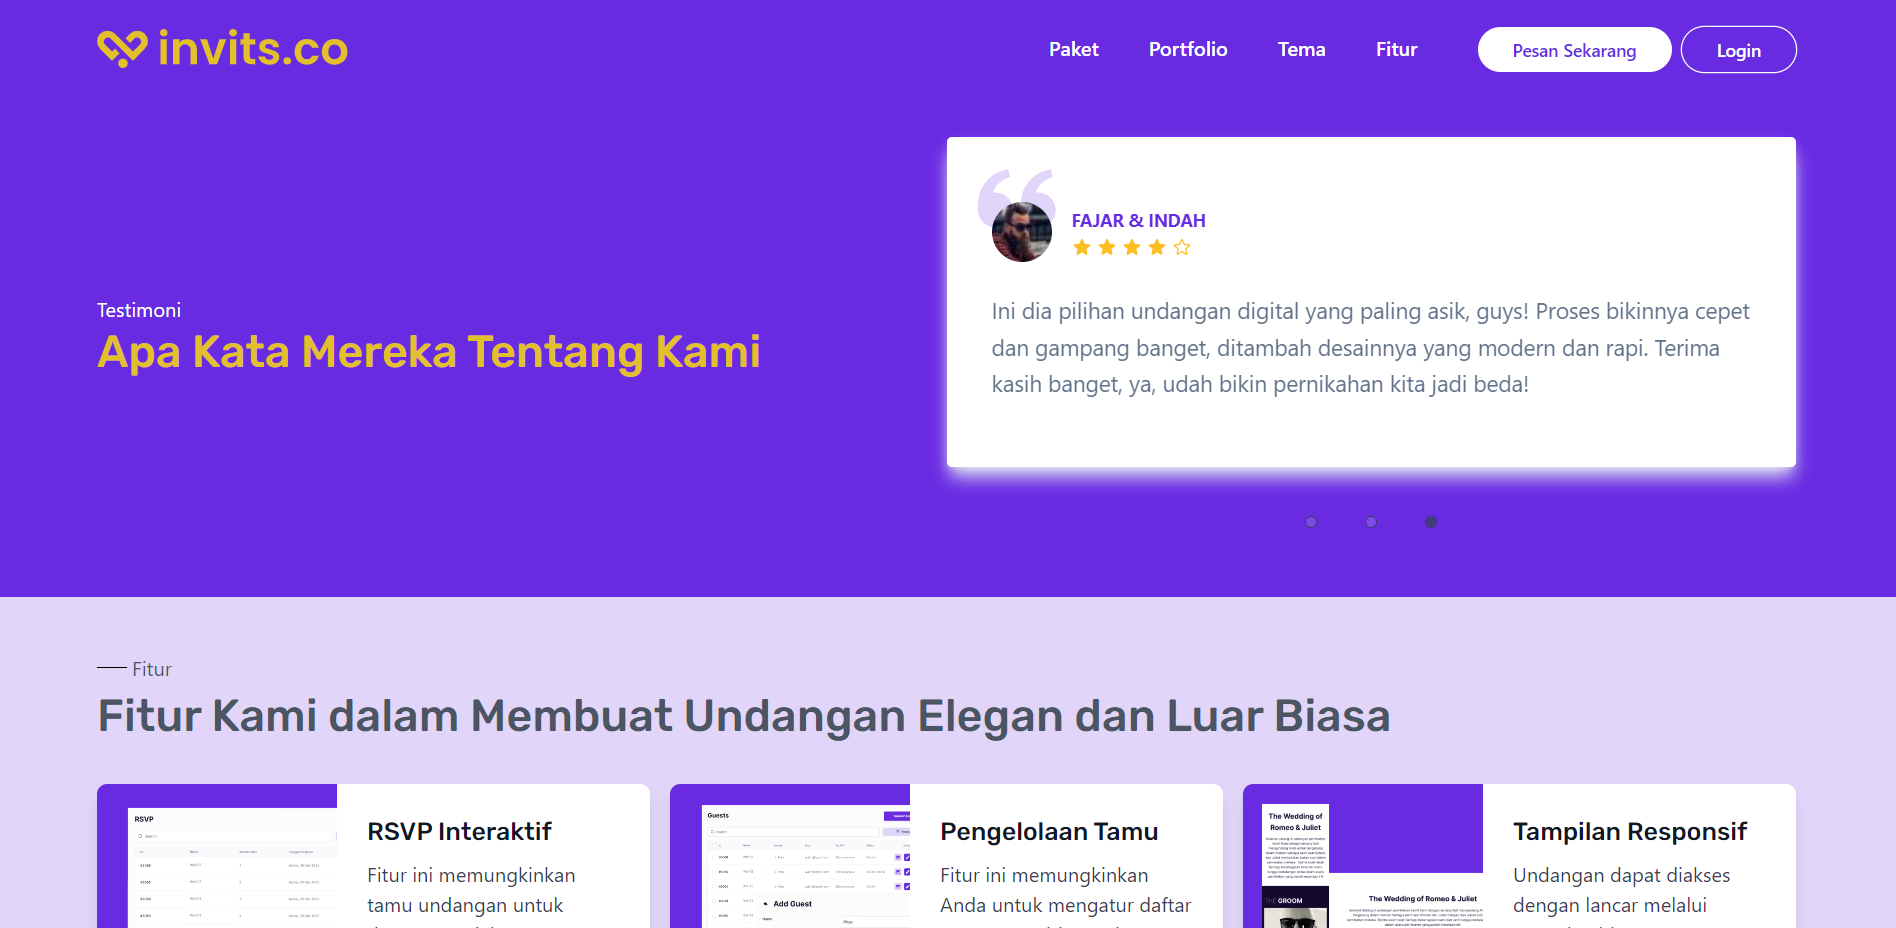 invits.co
Paket Portfolio Tema Fitur Pesan Sekarang Login
Testimoni
Apa Kata Mereka Tentang Kami
FAJAR & INDAH
Ini dia pilihan undangan digital yang paling asik, guys! Proses bikinnya cepet
dan gampang banget, ditambah desainnya yang modern dan rapi. Terima
kasih banget, ya, udah bikin pernikahan kita jadi beda!
Fitur
Fitur Kami dalam Membuat Undangan Elegan dan Luar Biasa
RSVP
Search
RSVP Interaktif
Fitur ini memungkinkan
tamu undangan untuk
Guests
Search
Add Guest
Name
Pengelolaan Tamu
Fitur ini memungkinkan
Anda untuk mengatur daftar
The Wedding of
Romeo & Juliet
THE GROOM
The Wedding of Romeo & Juliet
Tampilan Responsif
Undangan dapat diakses
dengan lancar melalui